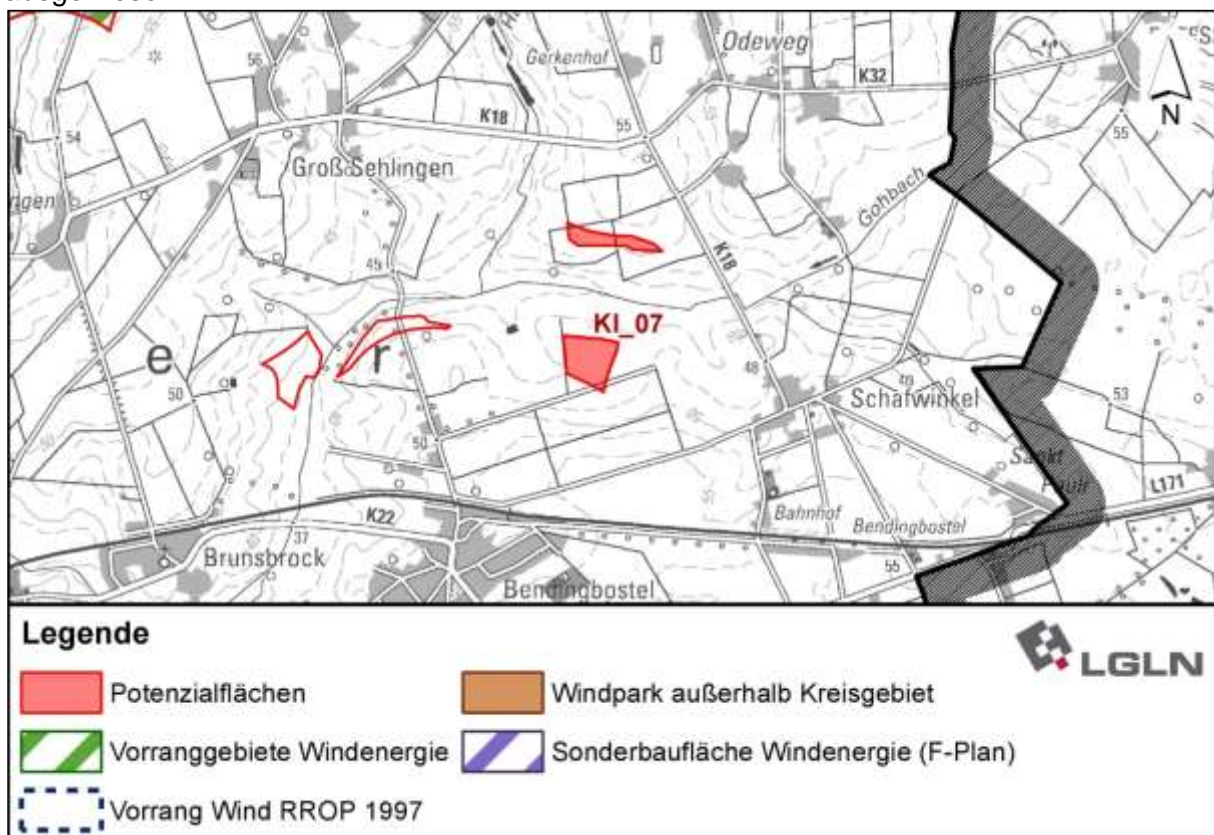 56
Gerkenhof
Odeweg
K32
54
K18
55
55
N
Groß Sehlingen
Gohbach
45
K18
KI_07
e
r
50
48
49
Schafwinkel
53
50
Sankt
L171
K22
37
Bahnhof
Bendingbostel
Brunsbrock
55
Bendingbostel
Legende
LGLN
Potenzialflächen
Windpark außerhalb Kreisgebiet
Vorranggebiete Windenergie
Sonderbaufläche Windenergie (F-Plan)
Vorrang Wind RROP 1997